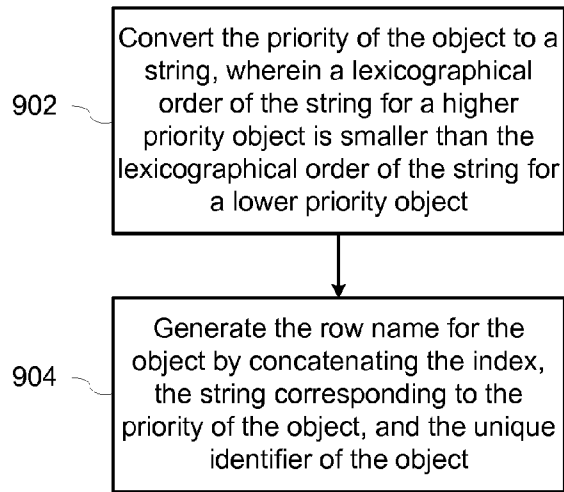 Convert the priority of the object to a
string, wherein a lexicographical
order of the string for a higher
priority object is smaller than the
lexicographical order of the string for
a lower priority object
902
Generate the row name for the
object by concatenating the index,
the string corresponding to the
priority of the object, and the unique
identifier of the object
904